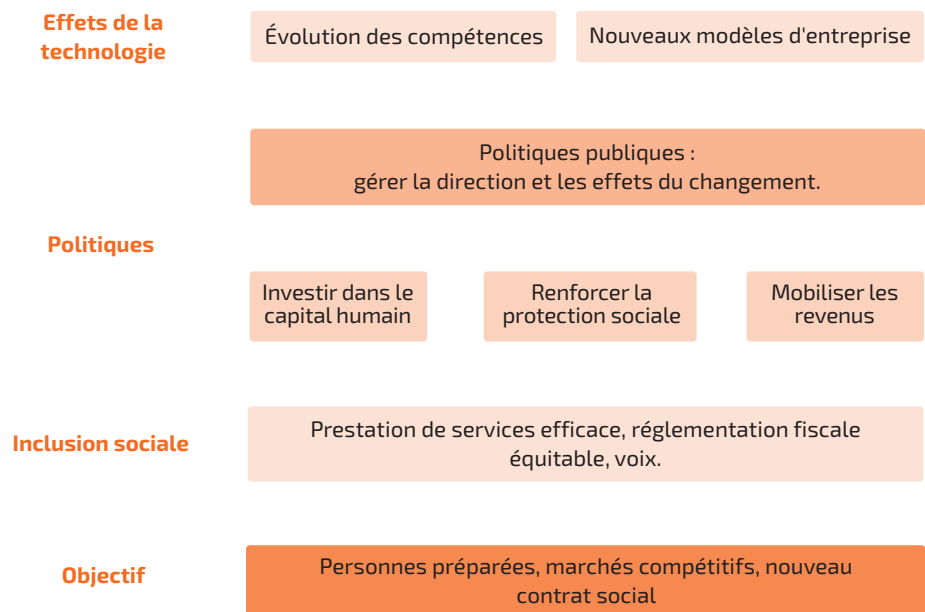 Effets de la
technologie
Évolution des compétences
Nouveaux modèles d'entreprise
Politiques publiques :
gérer la direction et les effets du changement.
Politiques
Investir dans le
capital humain
Renforcer la
protection sociale
Mobiliser les
revenus
Inclusion sociale
Prestation de services efficace, réglementation fiscale
équitable, voix.
Objectif
Personnes préparées, marchés compétitifs, nouveau
contrat social